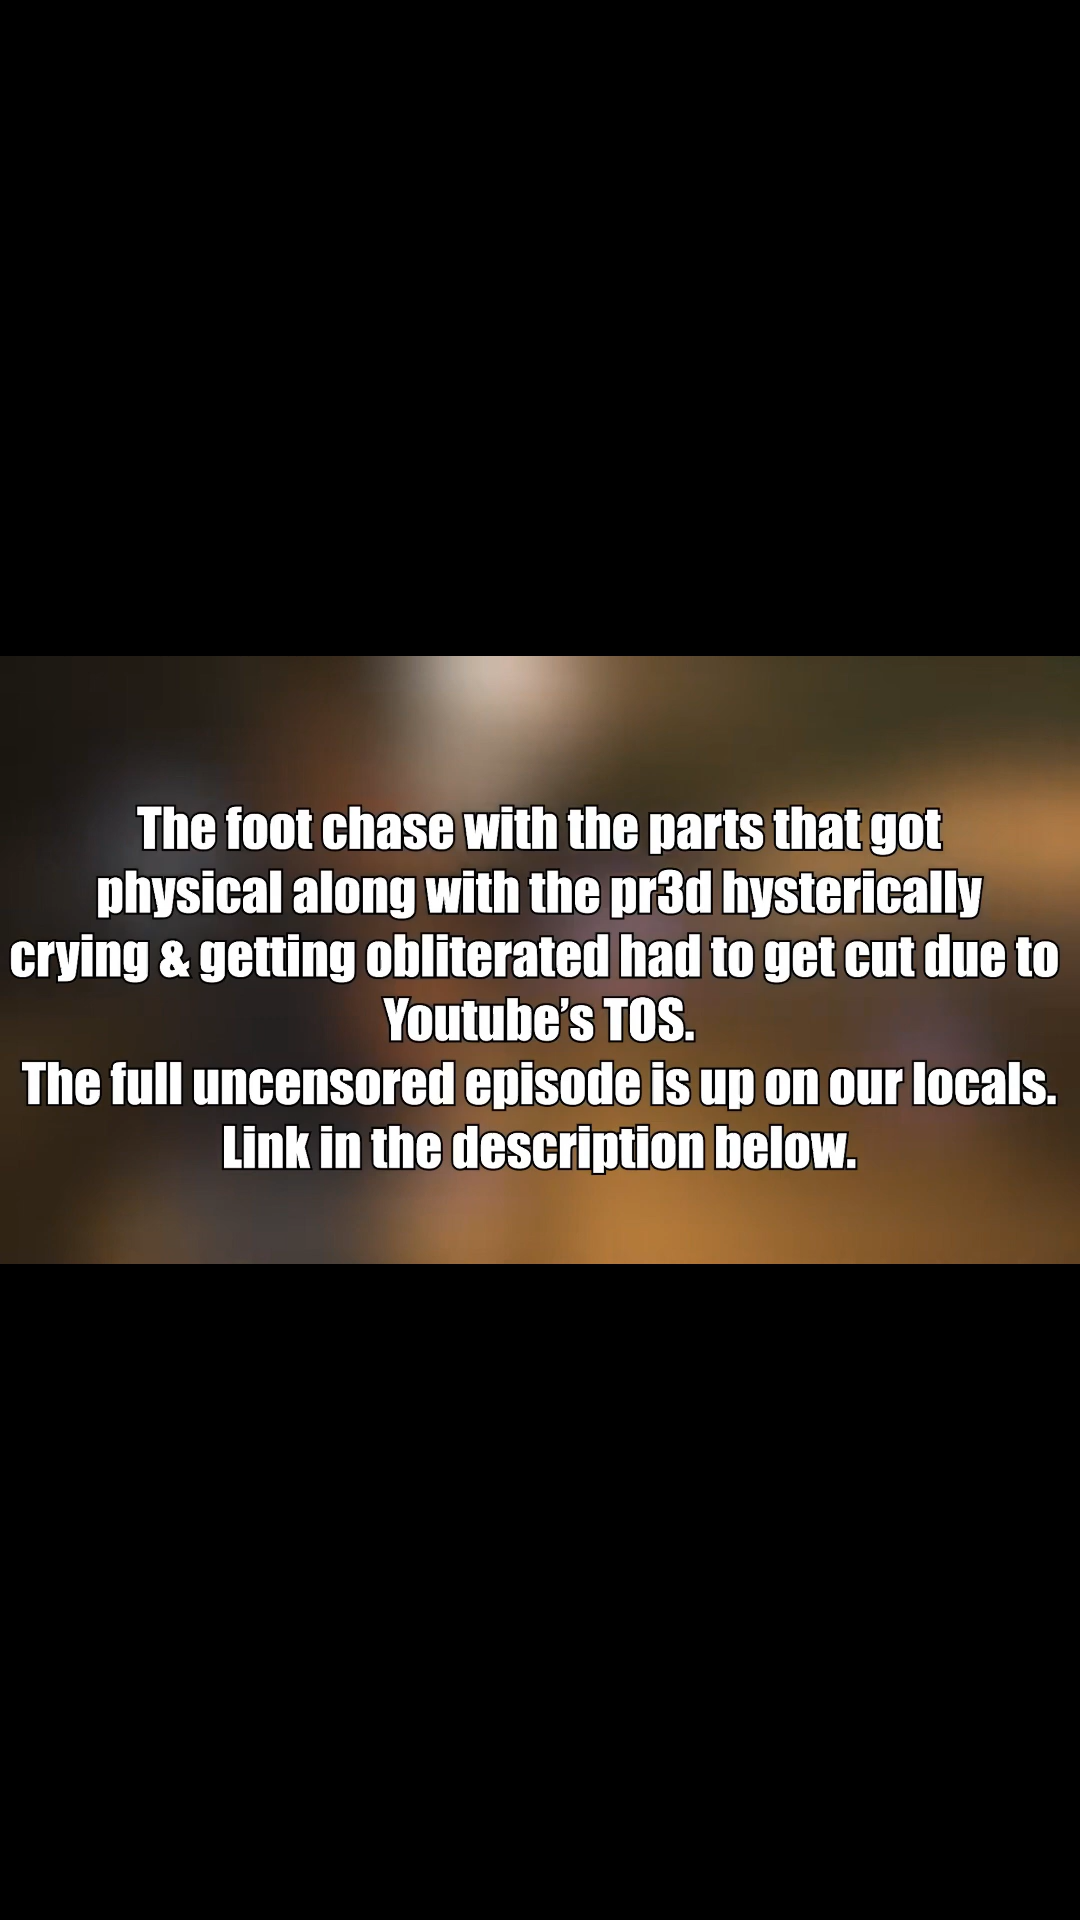 The foot chase with the parts that got
physical along with the pr3d hysterically
crying & getting obliterated had to get cut due to
Youtube’s TOS.
The full uncensored episode is up on our locals.
Link in the description below.